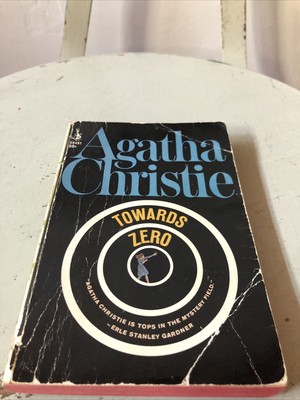 Agatha
Christie
TOWARDS
ZERO
"AGATHA CHRISTIE IS TOPS IN THE MYSTERY FIELD."
–ERLE STANLEY GARDNER